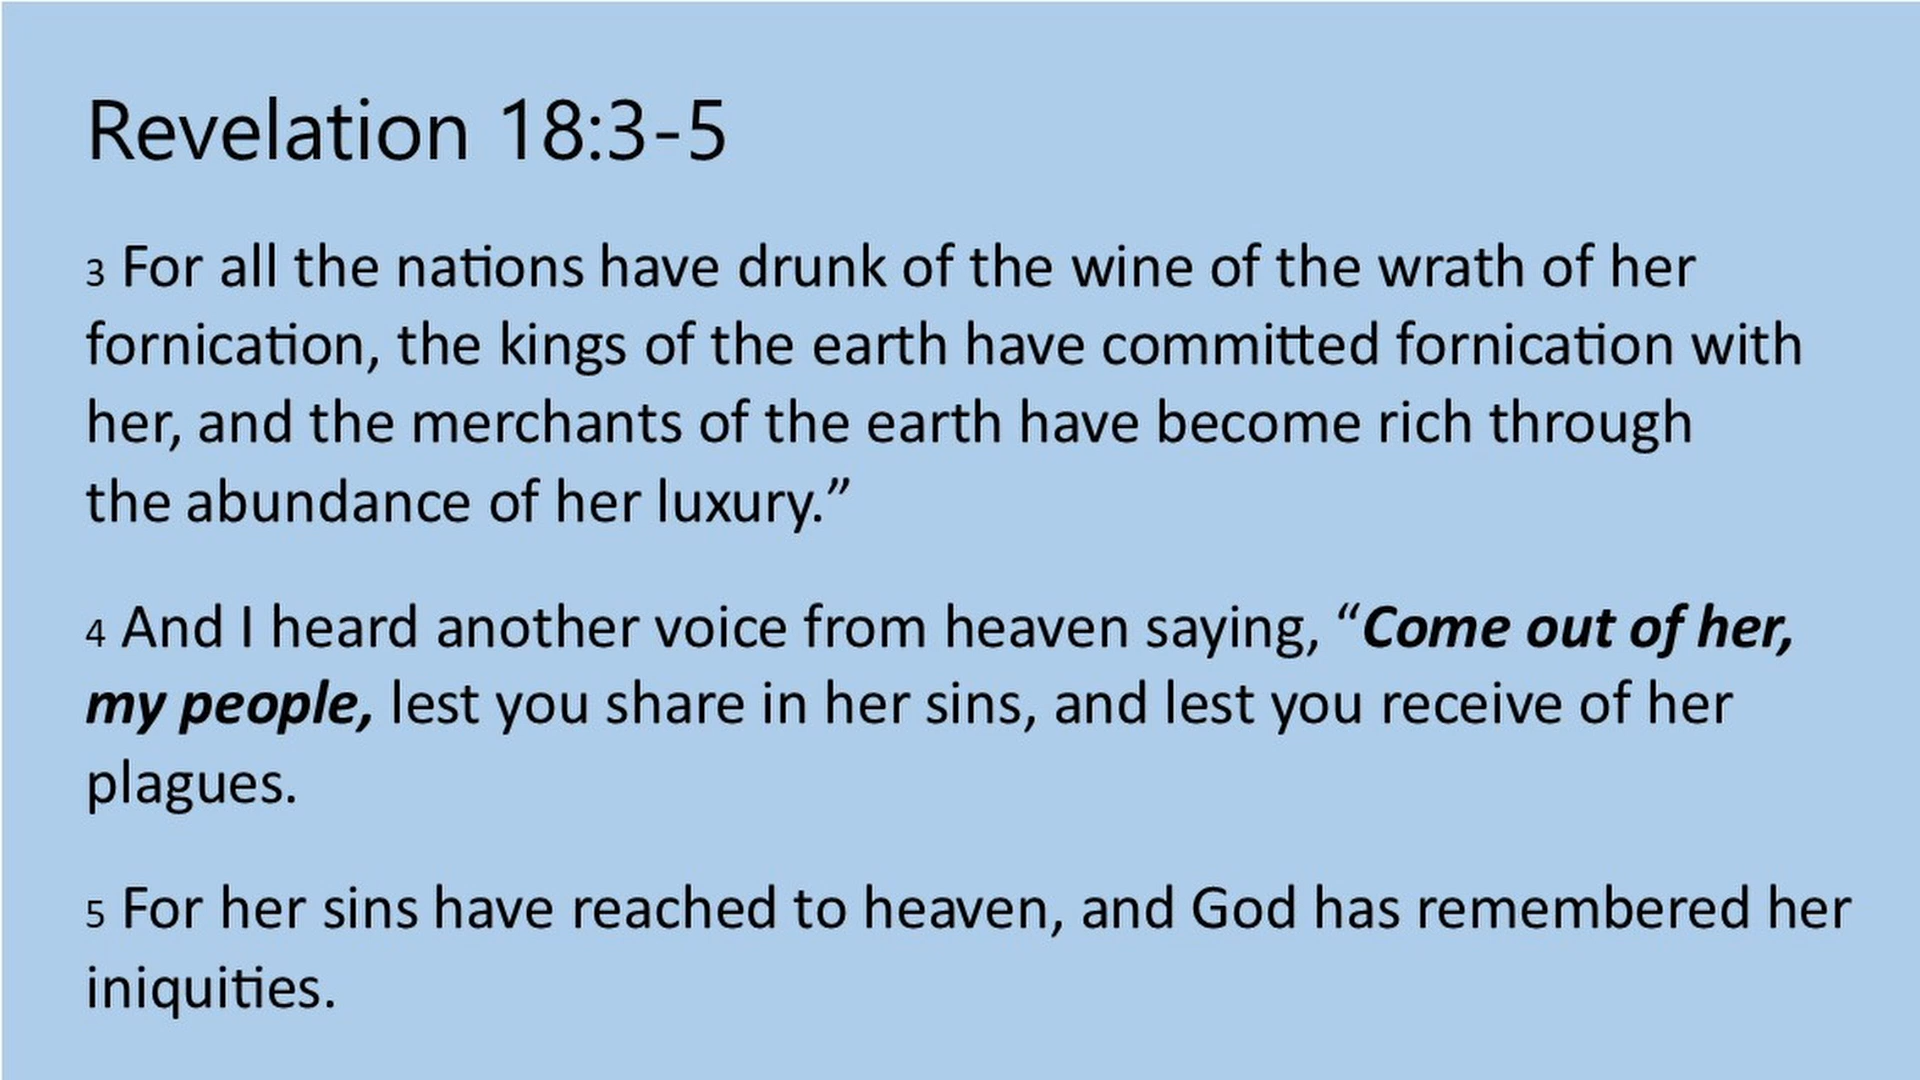 Revelation 18:3-5
3 For all the nations have drunk of the wine of the wrath of her
fornication, the kings of the earth have committed fornication with
her, and the merchants of the earth have become rich through
the abundance of her luxury.”
4 And I heard another voice from heaven saying, “Come out of her,
my people, lest you share in her sins, and lest you receive of her
plagues.
5 For her sins have reached to heaven, and God has remembered her
iniquities.